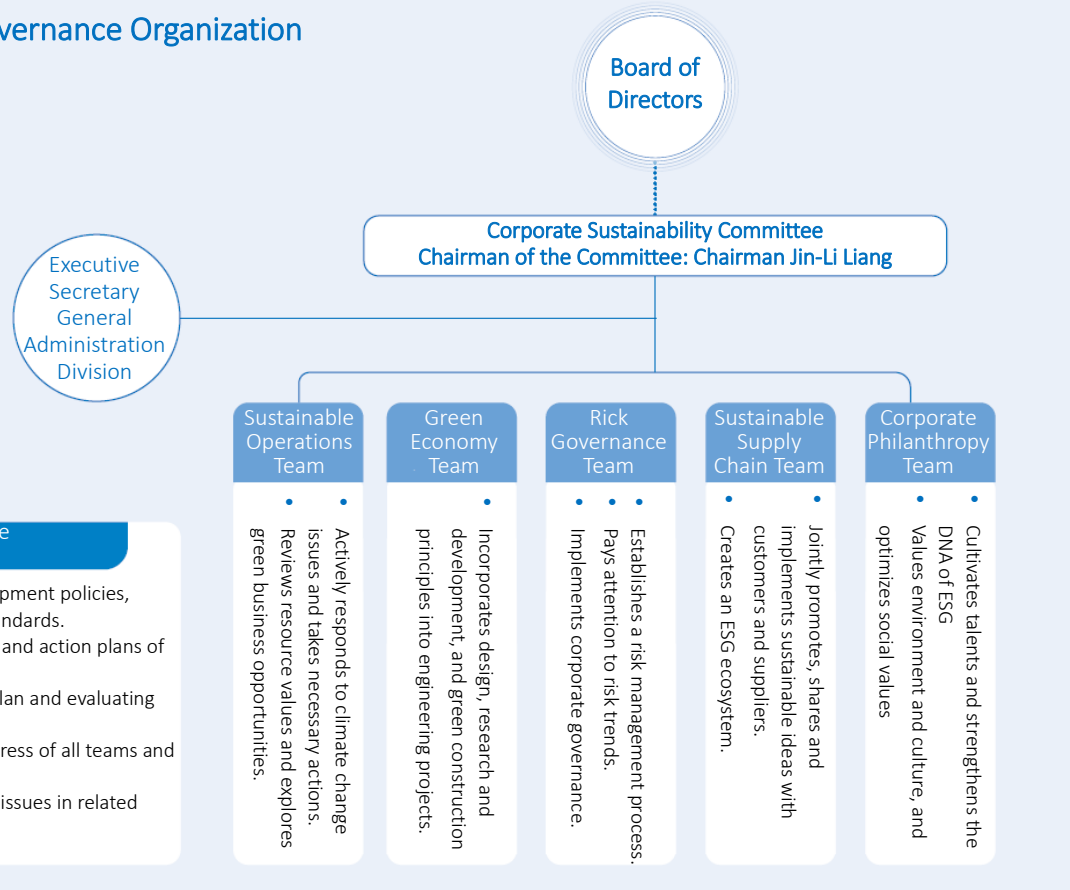 vernance Organization
Board of
Directors
Corporate Sustainability Committee
Chairman of the Committee: Chairman Jin-Li Liang
Executive
Secretary
General
Administration
Division
Sustainable
Operations
Team
• Actively responds to climate change
issues and takes necessary actions.
• Reviews resource values and explores
green business opportunities.
Green
Economy
Team
• Incorporates design, research and
development, and green construction
principles into engineering projects.
Rick
Governance
Team
• Establishes a risk management process.
• Pays attention to risk trends.
• Implements corporate governance.
Sustainable
Supply
Chain Team
• Jointly promotes, shares and
implements sustainable ideas with
customers and suppliers.
• Creates an ESG ecosystem.
Corporate
Philanthropy
Team
• Cultivates talents and strengthens the
DNA of ESG
• Values environment and culture, and
optimizes social values
e
pment policies,
ndards.
and action plans of
lan and evaluating
ress of all teams and
issues in related